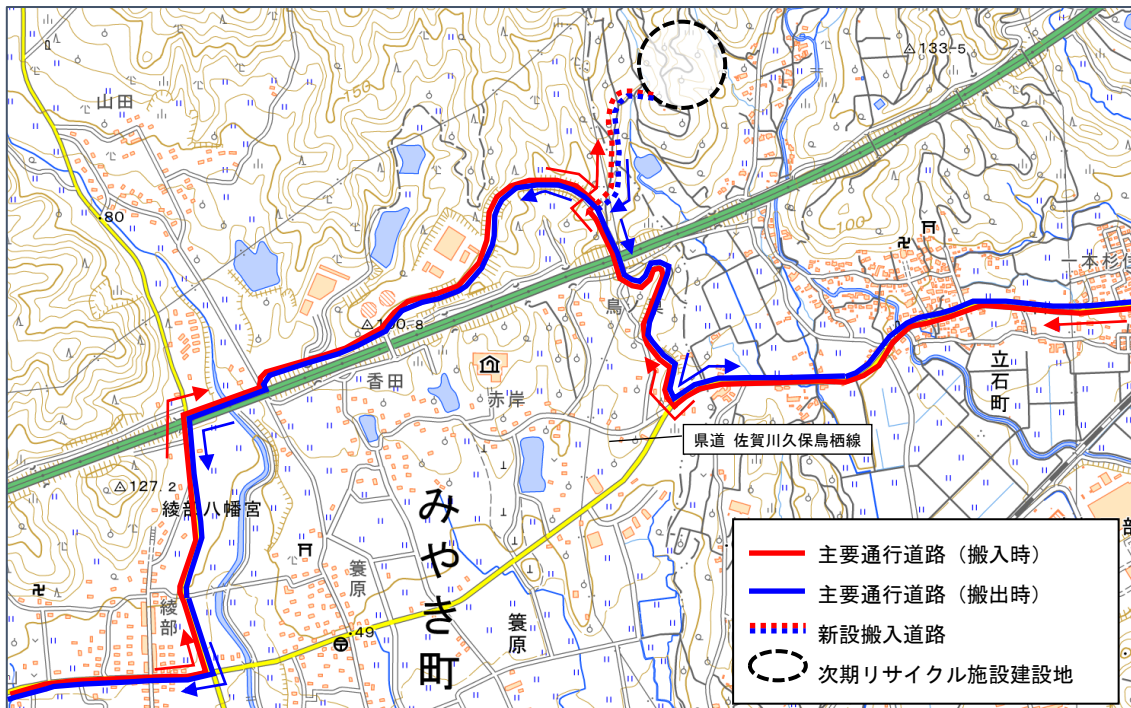 133.5
150
山田
80
100
一本杉
鳥
100.8
立石町
香田
赤岸
県道 佐賀川久保鳥栖線
127.2
綾部八幡宮
みやき町
簑原
簑原
綾部
49
部
主要通行道路（搬入時）
主要通行道路（搬出時）
新設搬入道路
次期リサイクル施設建設地